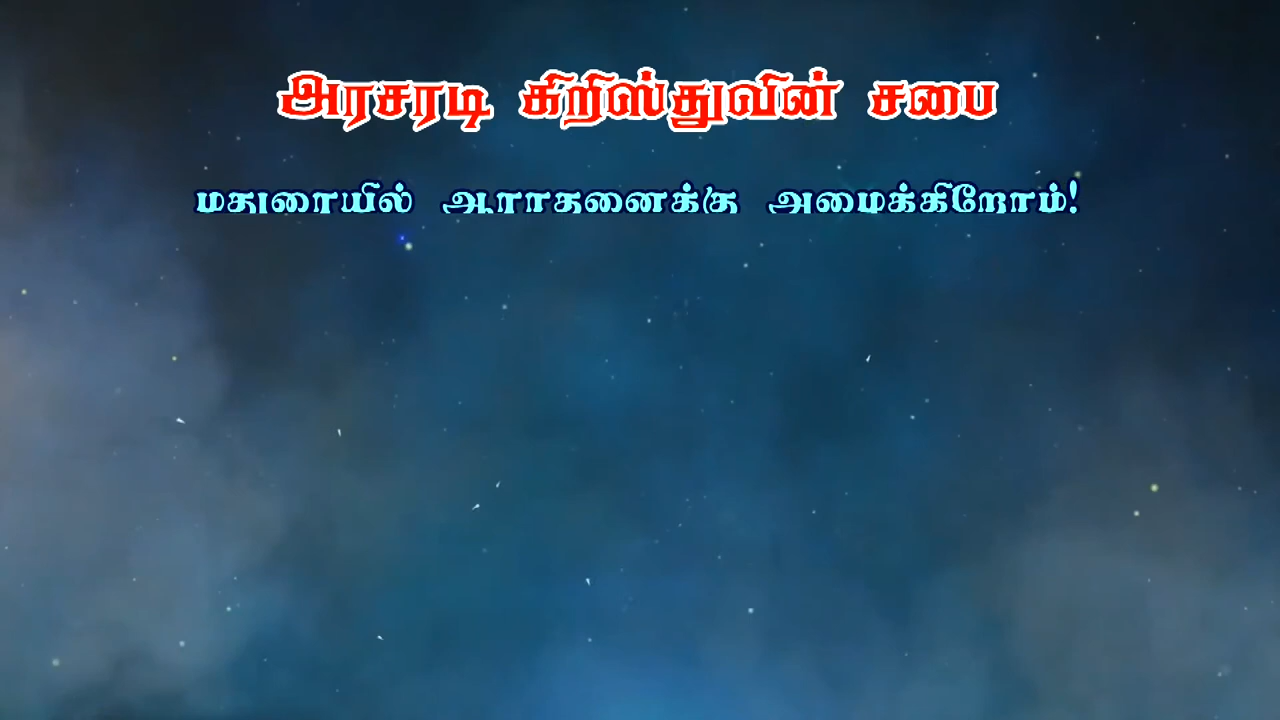 அரசரடி கிறிஸ்துவின் சபை
மதுரையில் ஆராதனைக்கு அழைக்கிறோம்!